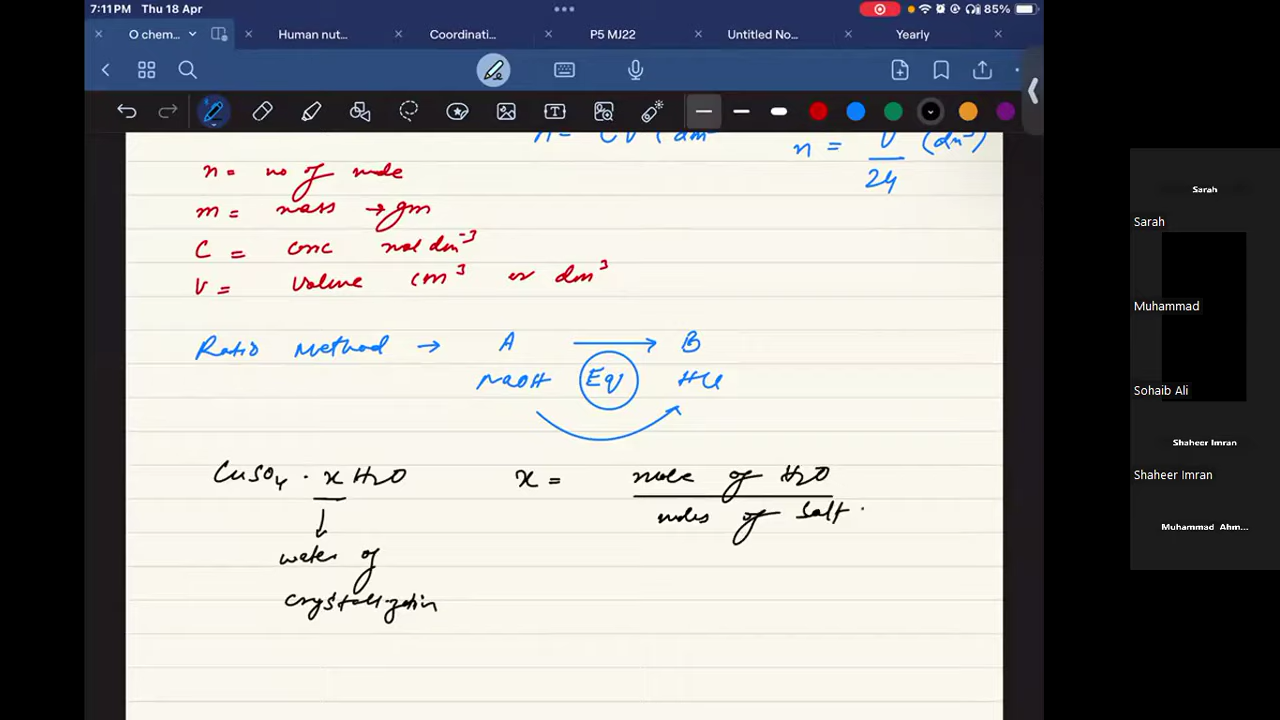 7:11 PM Thu 18 Apr
85%
O chem...
Human nut...
Coordinati...
P5 MJ22
Untitled No...
Yearly
n = V (dm³)
24
n = no of mole
m = mass → gm
C = conc mol dm⁻³
V = Volume cm³ or dm³
Ratio Method → A → B
NaOH Eq HCl
CuSO₄ · x H₂O x = mole of H₂O
moles of salt.
water of
crystallization
Sarah
Sarah
Muhammad
Sohaib Ali
Shaheer Imran
Shaheer Imran
Muhammad Ahm...